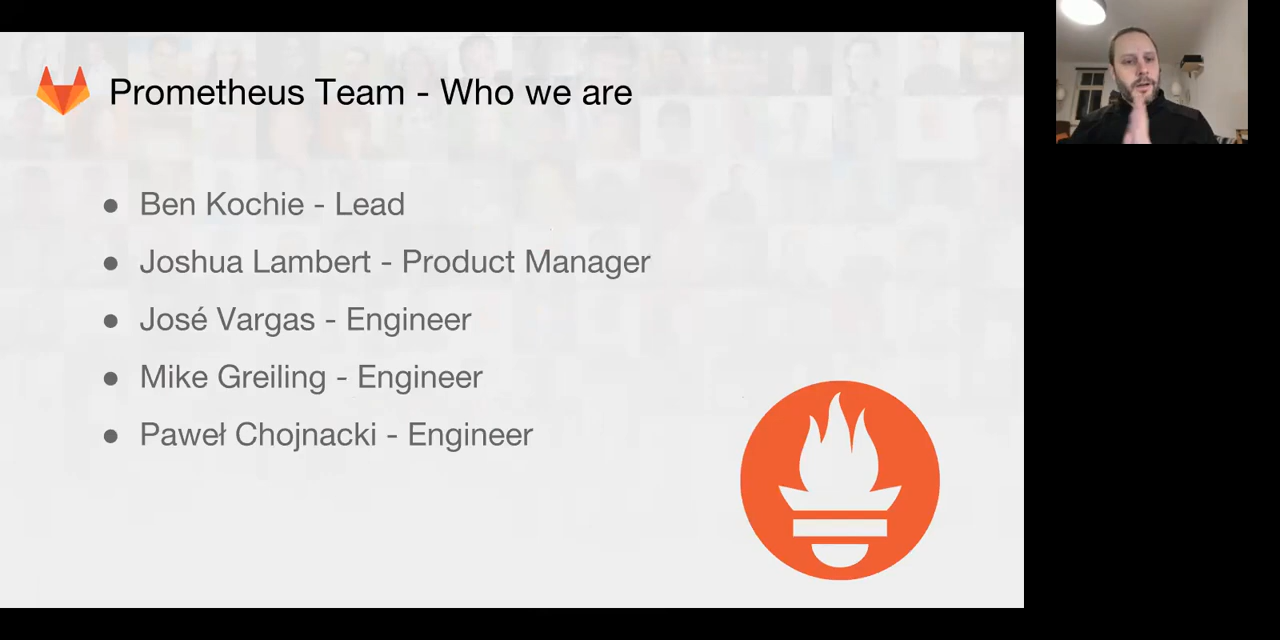 Prometheus Team - Who we are
● Ben Kochie - Lead
● Joshua Lambert - Product Manager
● José Vargas - Engineer
● Mike Greiling - Engineer
● Paweł Chojnacki - Engineer